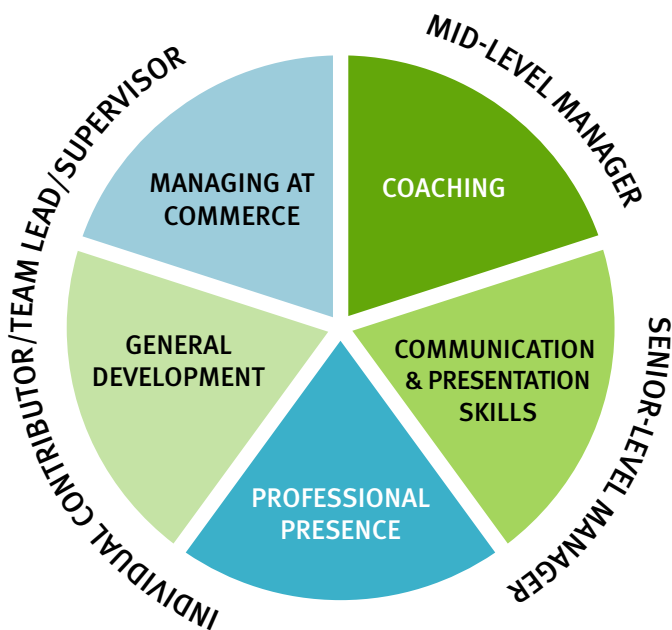 MID-LEVEL MANAGER
SENIOR-LEVEL MANAGER
INDIVIDUAL CONTRIBUTOR/TEAM LEAD/SUPERVISOR
MANAGING AT
COMMERCE
COACHING
GENERAL
DEVELOPMENT
COMMUNICATION
& PRESENTATION
SKILLS
PROFESSIONAL
PRESENCE